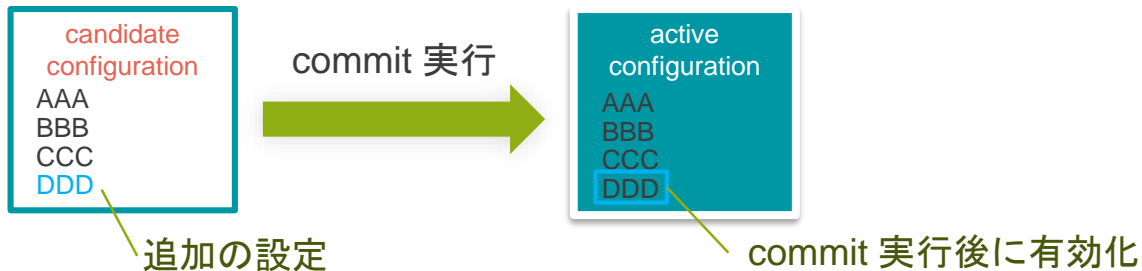 candidate
configuration
AAA
BBB
CCC
DDD
追加の設定
commit 実行
active
configuration
AAA
BBB
CCC
DDD
commit 実行後に有効化